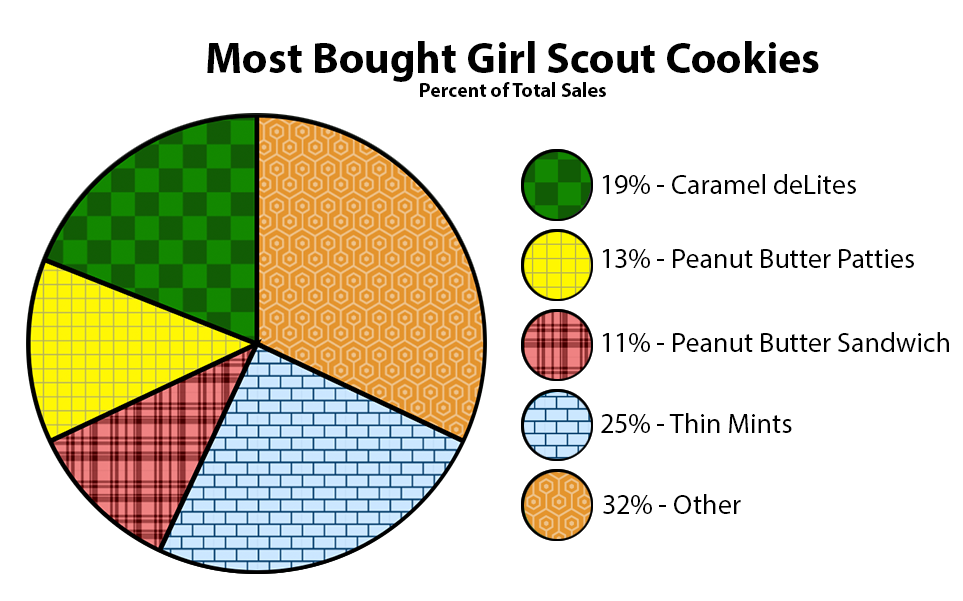 Most Bought Girl Scout Cookies
Percent of Total Sales
19% - Caramel deLites
13% - Peanut Butter Patties
11% - Peanut Butter Sandwich
25% - Thin Mints
32% - Other